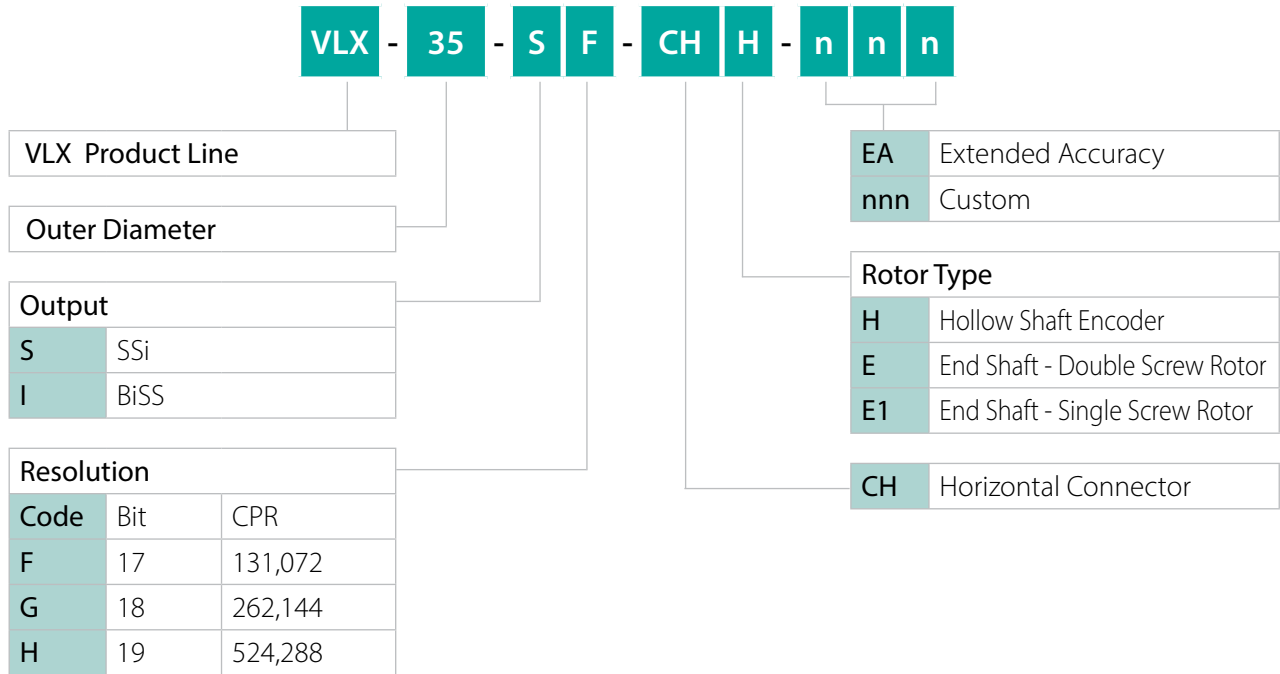 VLX - 35 - S F - CH H - n n n
VLX Product Line
Outer Diameter
Output
S SSi
I BiSS
Resolution
Code Bit CPR
F 17 131,072
G 18 262,144
H 19 524,288
EA Extended Accuracy
nnn Custom
Rotor Type
H Hollow Shaft Encoder
E End Shaft - Double Screw Rotor
E1 End Shaft - Single Screw Rotor
CH Horizontal Connector